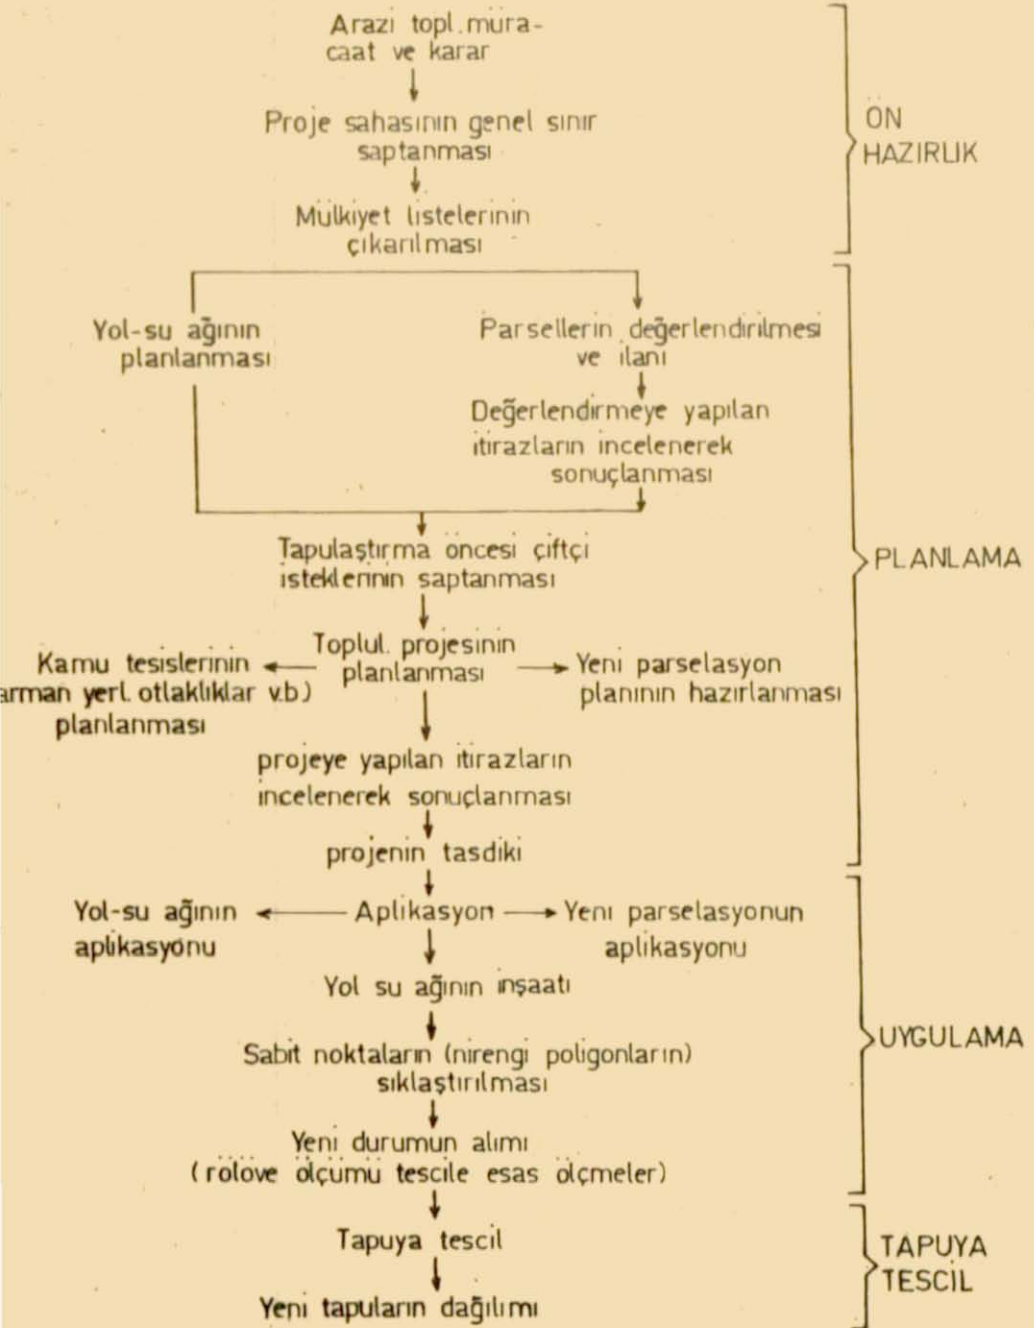 Arazi topl. müra-
caat ve karar
Proje sahasının genel sınır
saptanması
Mülkiyet listelerinin
çıkarılması
ÖN
HAZIRLIK
Yol-su ağının
planlanması
Parsellerin değerlendirilmesi
ve ilanı
Değerlendirmeye yapılan
itirazların incelenerek
sonuçlanması
Tapulaştırma öncesi çiftçi
isteklerinin saptanması
Toplul. projesinin
planlanması
Kamu tesislerinin
arman yerl. otlaklıklar v.b.)
planlanması
Yeni parselasyon
planının hazırlanması
projeye yapılan itirazların
incelenerek sonuçlanması
projenin tasdiki
PLANLAMA
Aplikasyon
Yol-su ağının
aplikasyonu
Yeni parselasyonun
aplikasyonu
Yol su ağının inşaatı
Sabit noktaların (nirengi poligonların)
sıklaştırılması
Yeni durumun alımı
(rölöve ölçümü tescile esas ölçmeler)
UYGULAMA
Tapuya tescil
Yeni tapuların dağılımı
TAPUYA
TESCİL